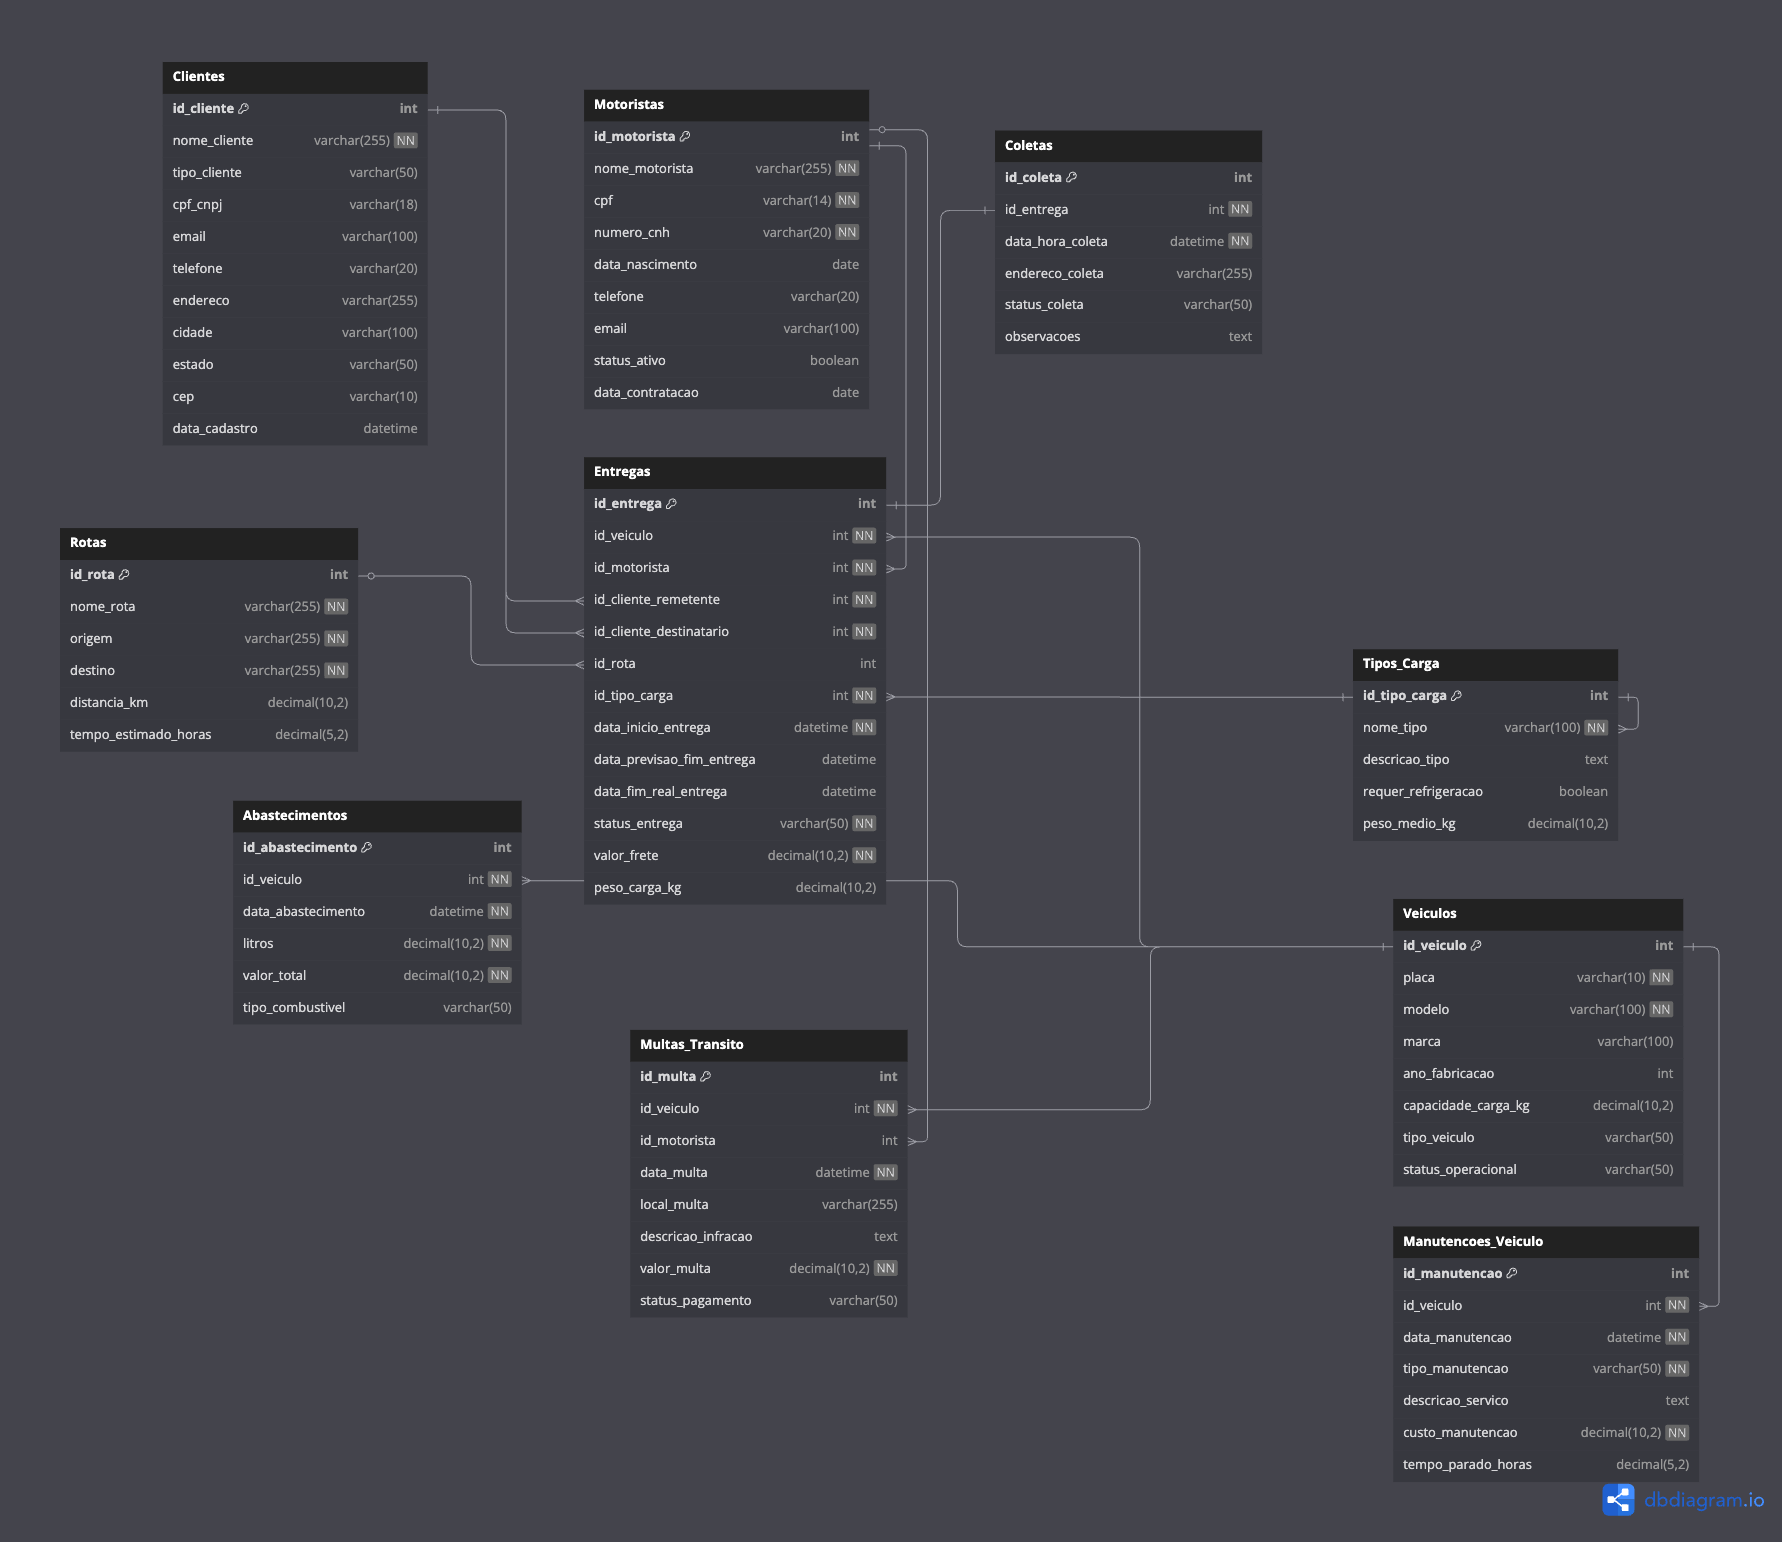 Clientes
id_cliente int
nome_cliente varchar(255) NN
tipo_cliente varchar(50)
cpf_cnpj varchar(18)
email varchar(100)
telefone varchar(20)
endereco varchar(255)
cidade varchar(100)
estado varchar(50)
cep varchar(10)
data_cadastro datetime
Motoristas
id_motorista int
nome_motorista varchar(255) NN
cpf varchar(14) NN
numero_cnh varchar(20) NN
data_nascimento date
telefone varchar(20)
email varchar(100)
status_ativo boolean
data_contratacao date
Coletas
id_coleta int
id_entrega int NN
data_hora_coleta datetime NN
endereco_coleta varchar(255)
status_coleta varchar(50)
observacoes text
Entregas
id_entrega int
id_veiculo int NN
id_motorista int NN
id_cliente_remetente int NN
id_cliente_destinatario int NN
id_rota int
id_tipo_carga int NN
data_inicio_entrega datetime NN
data_previsao_fim_entrega datetime
data_fim_real_entrega datetime
status_entrega varchar(50) NN
valor_frete decimal(10,2) NN
peso_carga_kg decimal(10,2)
Rotas
id_rota int
nome_rota varchar(255) NN
origem varchar(255) NN
destino varchar(255) NN
distancia_km decimal(10,2)
tempo_estimado_horas decimal(5,2)
Tipos_Carga
id_tipo_carga int
nome_tipo varchar(100) NN
descricao_tipo text
requer_refrigeracao boolean
peso_medio_kg decimal(10,2)
Abastecimentos
id_abastecimento int
id_veiculo int NN
data_abastecimento datetime NN
litros decimal(10,2) NN
valor_total decimal(10,2) NN
tipo_combustivel varchar(50)
Veiculos
id_veiculo int
placa varchar(10) NN
modelo varchar(100) NN
marca varchar(100)
ano_fabricacao int
capacidade_carga_kg decimal(10,2)
tipo_veiculo varchar(50)
status_operacional varchar(50)
Multas_Transito
id_multa int
id_veiculo int NN
id_motorista int
data_multa datetime NN
local_multa varchar(255)
descricao_infracao text
valor_multa decimal(10,2) NN
status_pagamento varchar(50)
Manutencoes_Veiculo
id_manutencao int
id_veiculo int NN
data_manutencao datetime NN
tipo_manutencao varchar(50) NN
descricao_servico text
custo_manutencao decimal(10,2) NN
tempo_parado_horas decimal(5,2)
dbdiagram.io